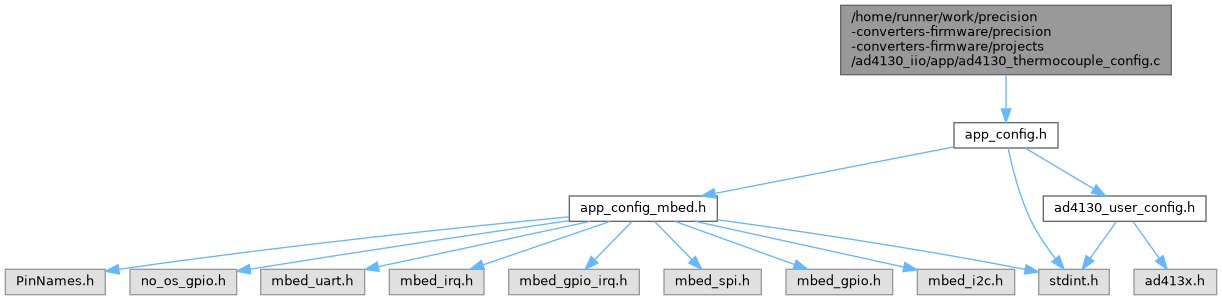 /home/runner/work/precision
-converters-firmware/precision
-converters-firmware/projects
/ad4130_iio/app/ad4130_thermocouple_config.c
app_config.h
app_config_mbed.h
ad4130_user_config.h
PinNames.h
no_os_gpio.h
mbed_uart.h
mbed_irq.h
mbed_gpio_irq.h
mbed_spi.h
mbed_gpio.h
mbed_i2c.h
stdint.h
ad413x.h